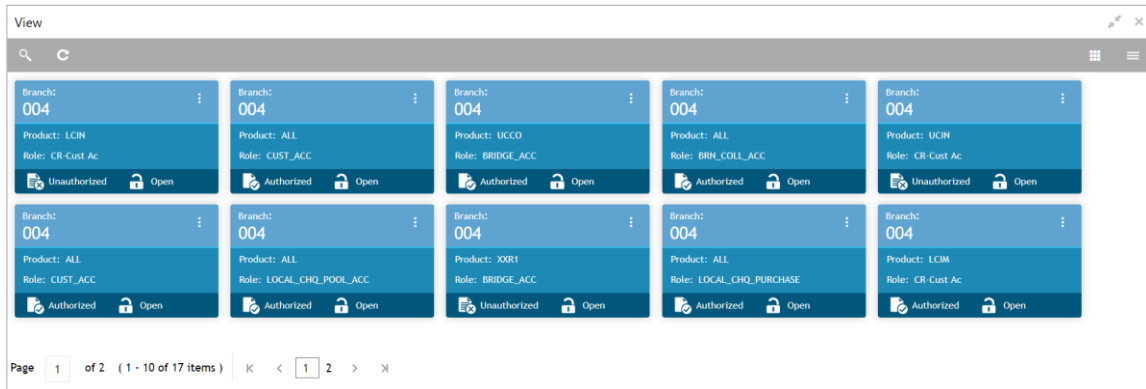 View
Branch:
004
Product: LCIN
Role: CR-Cust Ac
Unauthorized Open
Branch:
004
Product: ALL
Role: CUST_ACC
Authorized Open
Branch:
004
Product: UCCO
Role: BRIDGE_ACC
Authorized Open
Branch:
004
Product: ALL
Role: BRN_COLL_ACC
Authorized Open
Branch:
004
Product: UCIN
Role: CR-Cust Ac
Unauthorized Open
Branch:
004
Product: ALL
Role: CUST_ACC
Authorized Open
Branch:
004
Product: ALL
Role: LOCAL_CHQ_POOL_ACC
Authorized Open
Branch:
004
Product: XXR1
Role: BRIDGE_ACC
Unauthorized Open
Branch:
004
Product: ALL
Role: LOCAL_CHQ_PURCHASE
Authorized Open
Branch:
004
Product: LCIM
Role: CR-Cust Ac
Authorized Open
Page 1 of 2 ( 1 - 10 of 17 items ) 1 2